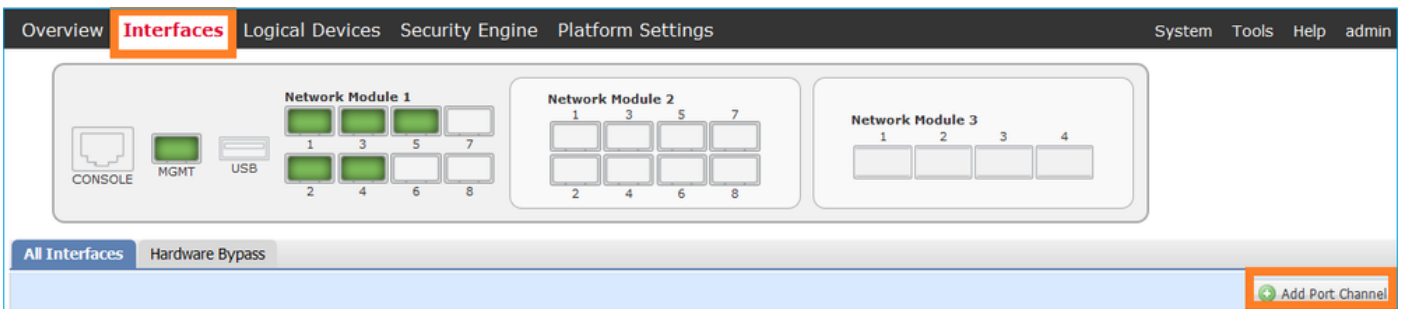 Overview Interfaces Logical Devices Security Engine Platform Settings System Tools Help admin
Network Module 1
Network Module 2
1 3 5 7
Network Module 3
1 2 3 4
1 3 5 7
CONSOLE MGMT USB
2 4 6 8
2 4 6 8
All Interfaces Hardware Bypass
Add Port Channel